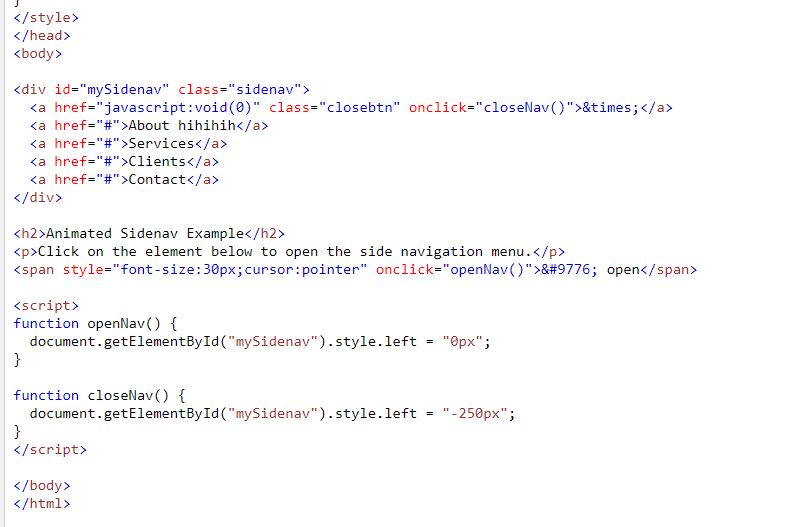 }
</style>
</head>
<body>

<div id="mySidenav" class="sidenav">
  <a href="javascript:void(0)" class="closebtn" onclick="closeNav()">&times;</a>
  <a href="#">About hihihih</a>
  <a href="#">Services</a>
  <a href="#">Clients</a>
  <a href="#">Contact</a>
</div>

<h2>Animated Sidenav Example</h2>
<p>Click on the element below to open the side navigation menu.</p>
<span style="font-size:30px;cursor:pointer" onclick="openNav()">&#9776; open</span>

<script>
function openNav() {
  document.getElementById("mySidenav").style.left = "0px";
}

function closeNav() {
  document.getElementById("mySidenav").style.left = "-250px";
}
</script>

</body>
</html>